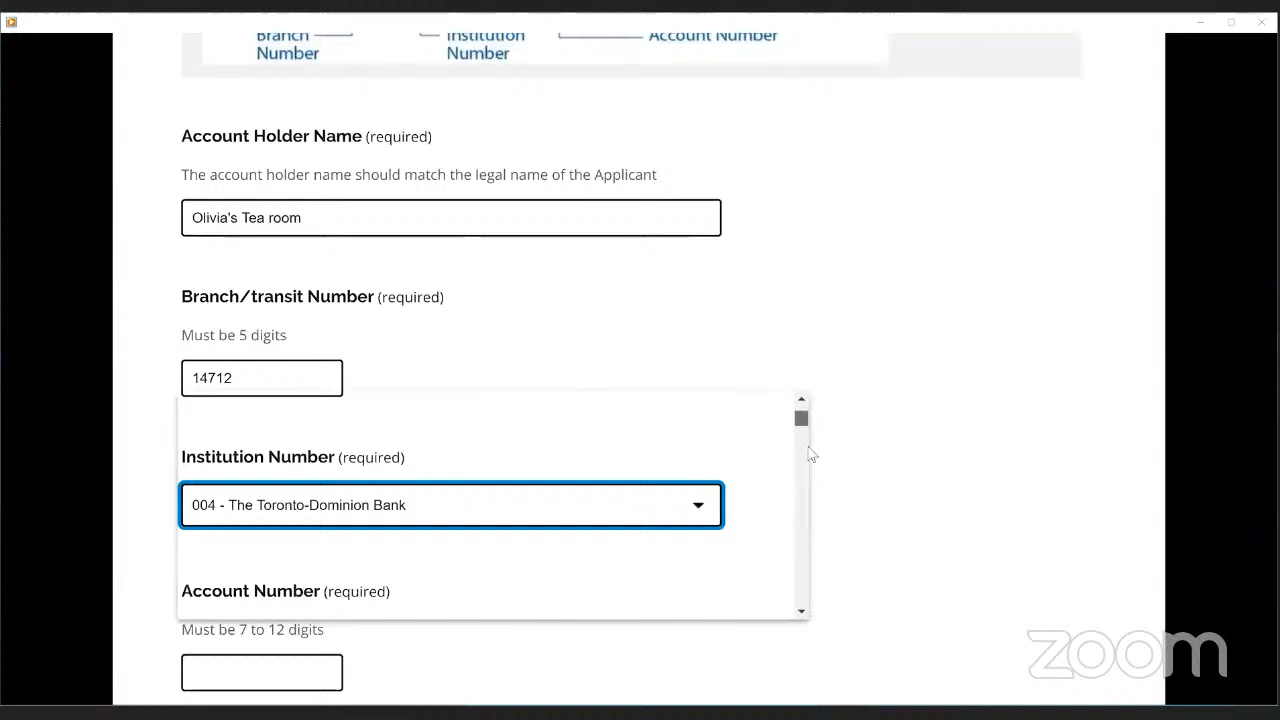 Branch Institution Account Number
Number Number
Account Holder Name (required)
The account holder name should match the legal name of the Applicant
Olivia's Tea room
Branch/transit Number (required)
Must be 5 digits
14712
Institution Number (required)
004 - The Toronto-Dominion Bank
Account Number (required)
Must be 7 to 12 digits
zoom